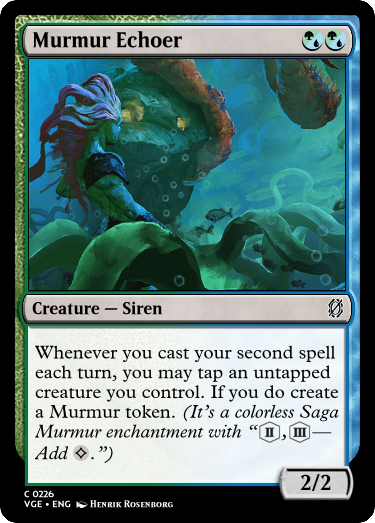 Murmur Echoer
Creature — Siren
Whenever you cast your second spell
each turn, you may tap an untapped
creature you control. If you do create
a Murmur token. (It's a colorless Saga
Murmur enchantment with “II, III—
Add C.”)
2/2
C 0226
VGE • ENG Henrik Rosenborg